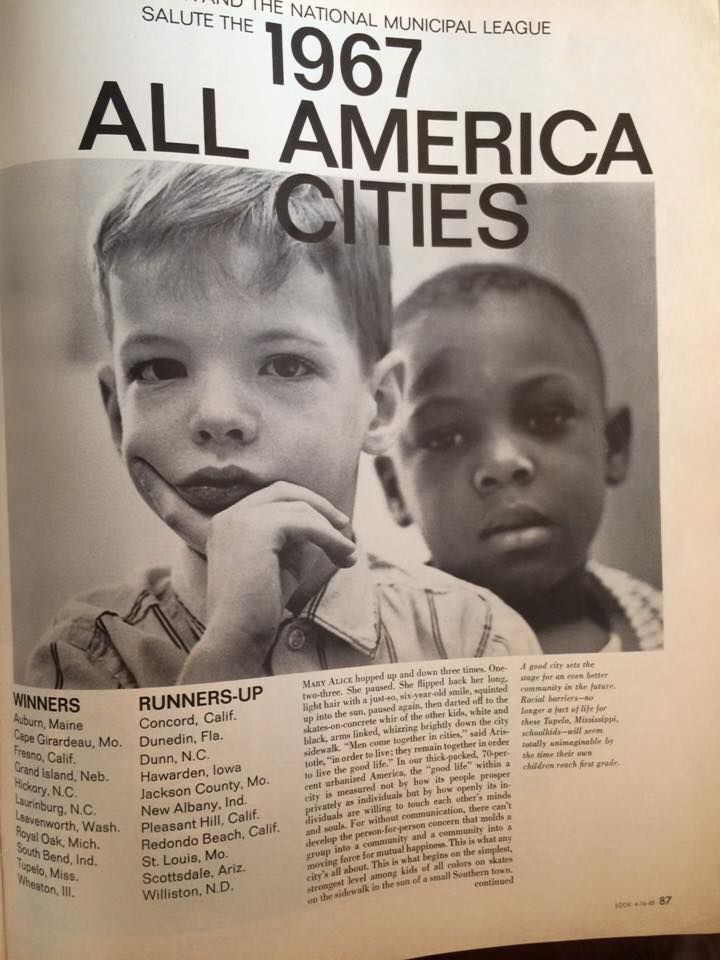 AND THE NATIONAL MUNICIPAL LEAGUE
SALUTE THE 1967
ALL AMERICA
CITIES
WINNERS
Auburn, Maine
Cape Girardeau, Mo.
Fresno, Calif.
Grand Island, Neb.
Hickory, N.C.
Laurinburg, N.C.
Leavenworth, Wash.
Royal Oak, Mich.
South Bend, Ind.
Tupelo, Miss.
Wheaton, Ill.
RUNNERS-UP
Concord, Calif.
Dunedin, Fla.
Dunn, N.C.
Hawarden, Iowa
Jackson County, Mo.
New Albany, Ind.
Pleasant Hill, Calif.
Redondo Beach, Calif.
St. Louis, Mo.
Scottsdale, Ariz.
Williston, N.D.
MARY ALICE hopped up and down three times. One-
two-three. She paused. She flipped back her long,
light hair with a just-so, six-year-old smile, squinted
up into the sun, paused again, then darted off to the
skates-on-concrete whir of the other kids, white and
black, arms linked, whizzing brightly down the city
sidewalk. "Men come together in cities," said Aris-
totle, "in order to live; they remain together in order
to live the good life." In our thick-packed, 70-per-
cent urbanized America, the "good life" within a
city is measured not by how its people prosper
privately as individuals but by how openly its in-
dividuals are willing to touch each other's minds
and souls. For without communication, there can't
develop the person-for-person concern that molds a
group into a community and a community into a
moving force for mutual happiness. This is what any
city's all about. This is what begins on the simplest,
strongest level among kids of all colors on skates
on the sidewalk in the sun of a small Southern town.
continued
A good city sets the
stage for an even better
community in the future.
Racial barriers—no
longer a fact of life for
these Tupelo, Mississippi,
schoolkids—will seem
totally unimaginable by
the time their own
children reach first grade.
LOOK 4-16-68 87